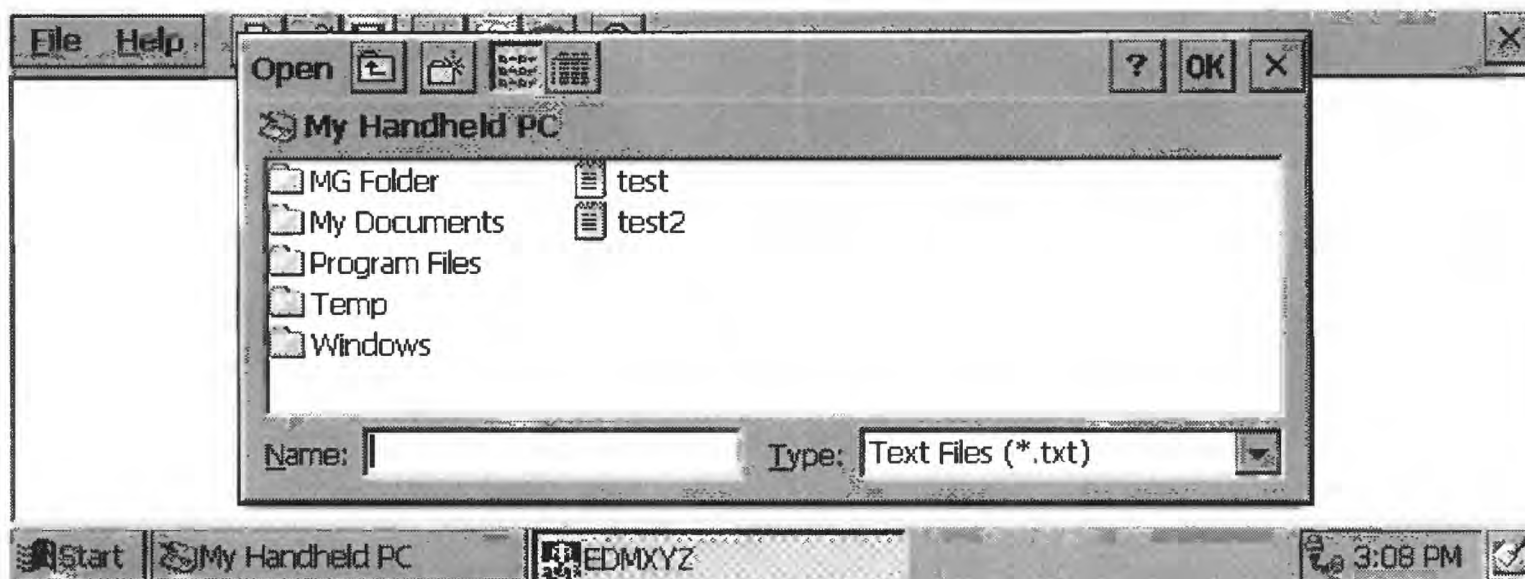 File Help
Open ? OK ×
My Handheld PC
MG Folder test
My Documents test2
Program Files
Temp
Windows
Name: Type: Text Files (*.txt)
Start My Handheld PC EDMXYZ 3:08 PM